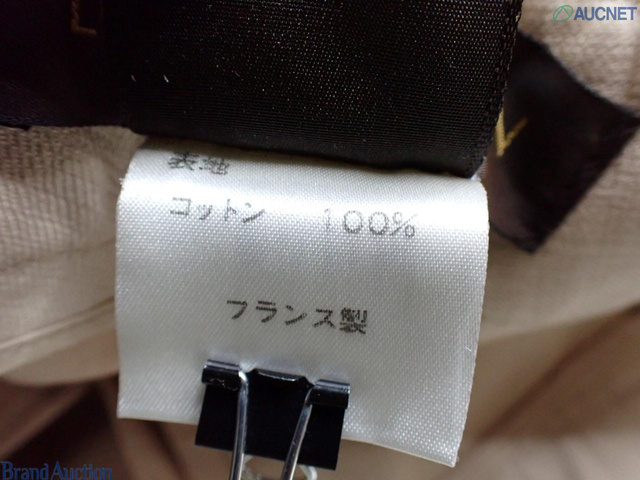 AUCNET
表地
コットン 100%
フランス製
Brand Auction